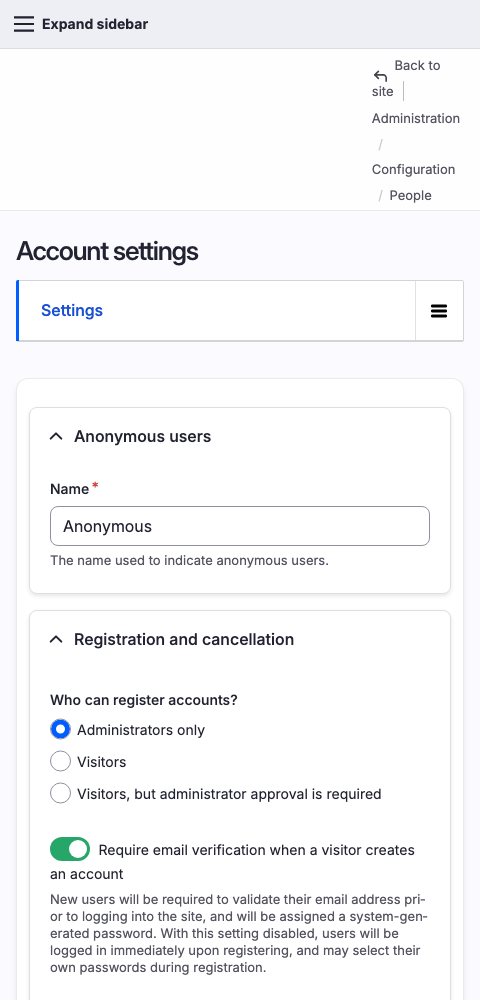 Expand sidebar
Back to
site
Administration
/
Configuration
/ People
Account settings
Settings
Anonymous users
Name*
Anonymous
The name used to indicate anonymous users.
Registration and cancellation
Who can register accounts?
Administrators only
Visitors
Visitors, but administrator approval is required
Require email verification when a visitor creates
an account
New users will be required to validate their email address pri-
or to logging into the site, and will be assigned a system-gen-
erated password. With this setting disabled, users will be
logged in immediately upon registering, and may select their
own passwords during registration.